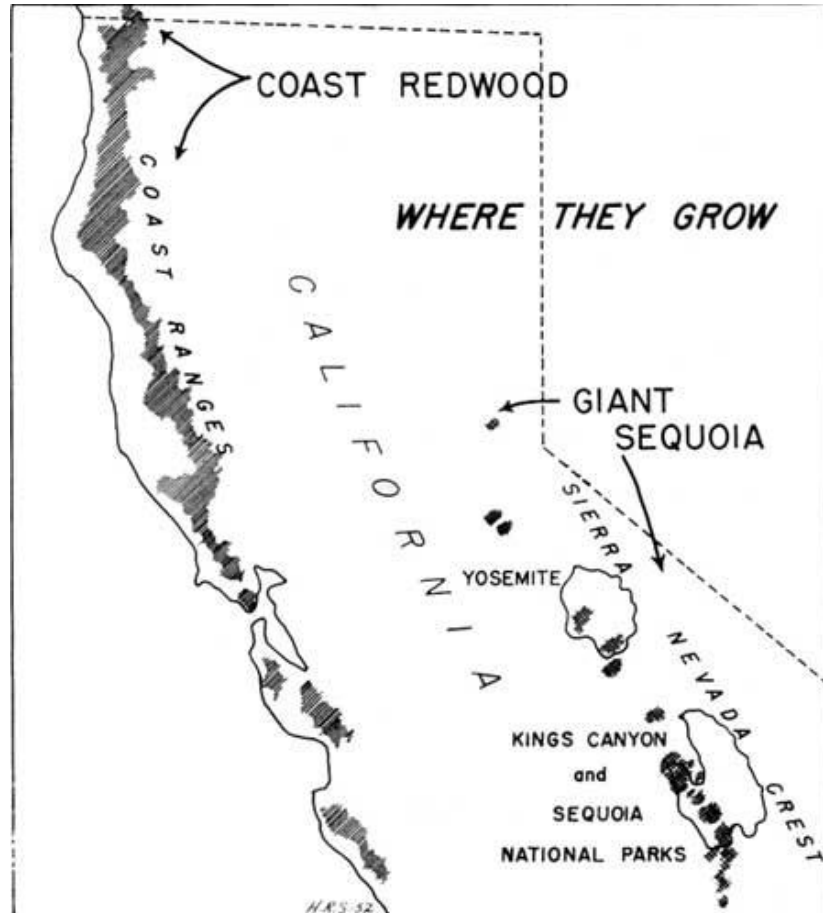 COAST REDWOOD
COAST RANGES
WHERE THEY GROW
CALIFORNIA
GIANT
SEQUOIA
SIERRA NEVADA CREST
YOSEMITE
KINGS CANYON
and
SEQUOIA
NATIONAL PARKS
H.R.S-52